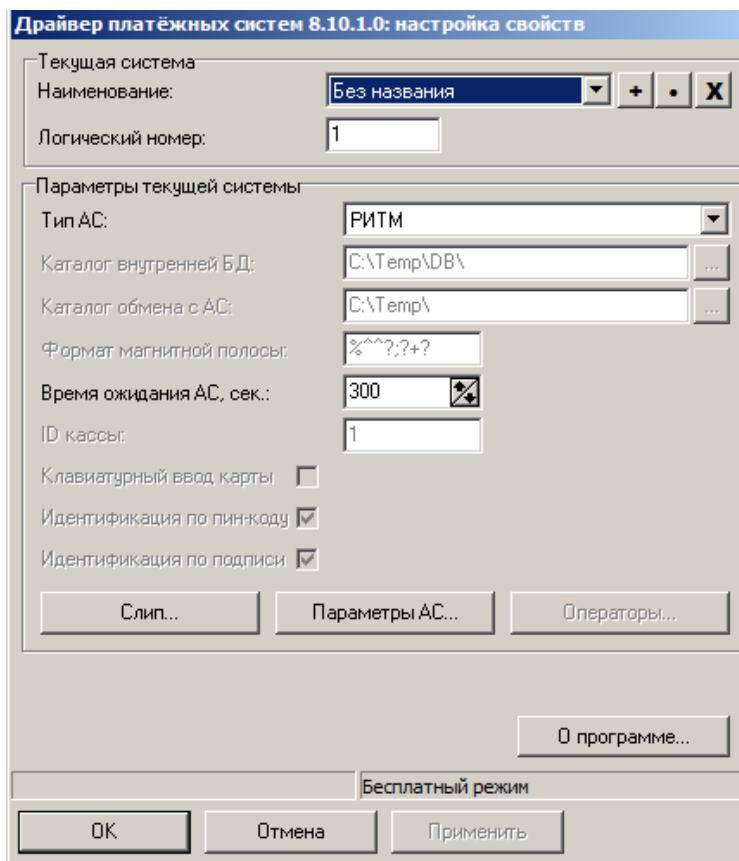 Драйвер платёжных систем 8.10.1.0: настройка свойств
Текущая система
Наименование: Без названия + • X
Логический номер: 1
Параметры текущей системы
Тип АС: РИТМ
Каталог внутренней БД: C:\Temp\DB\ ...
Каталог обмена с АС: C:\Temp\ ...
Формат магнитной полосы: %^^?;?+?
Время ожидания АС, сек.: 300
ID кассы: 1
Клавиатурный ввод карты
Идентификация по пин-коду
Идентификация по подписи
Слип... Параметры АС... Операторы...
О программе...
Бесплатный режим
OK Отмена Применить